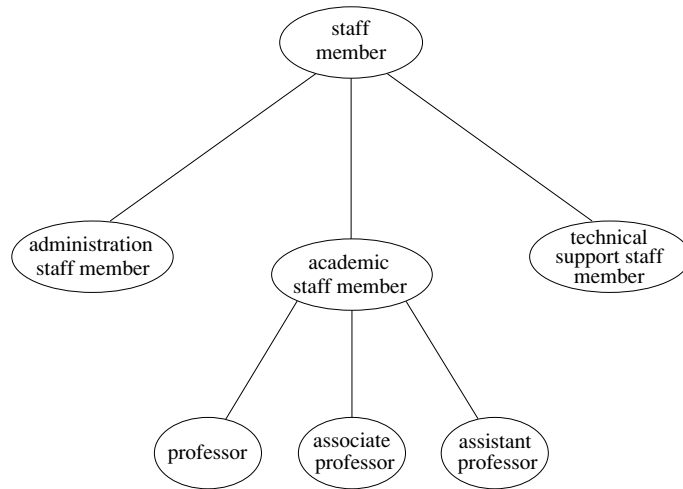 staff
member
administration
staff member
academic
staff member
technical
support staff
member
professor
associate
professor
assistant
professor